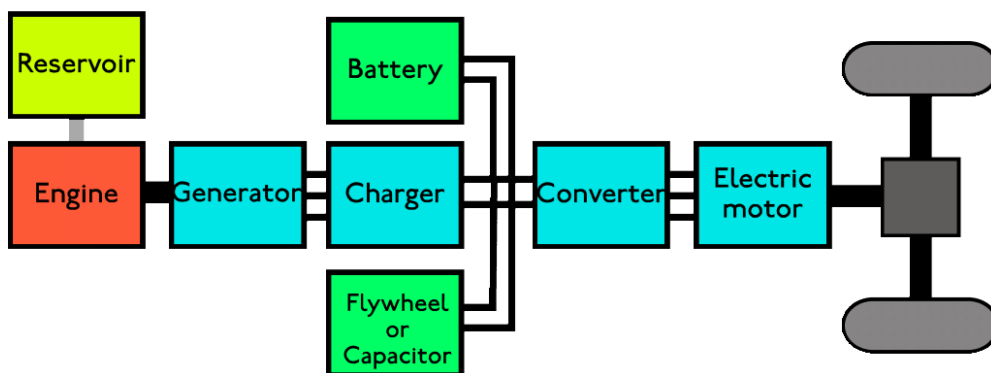 Reservoir
Battery
Engine
Generator
Charger
Converter
Electric
motor
Flywheel
or
Capacitor